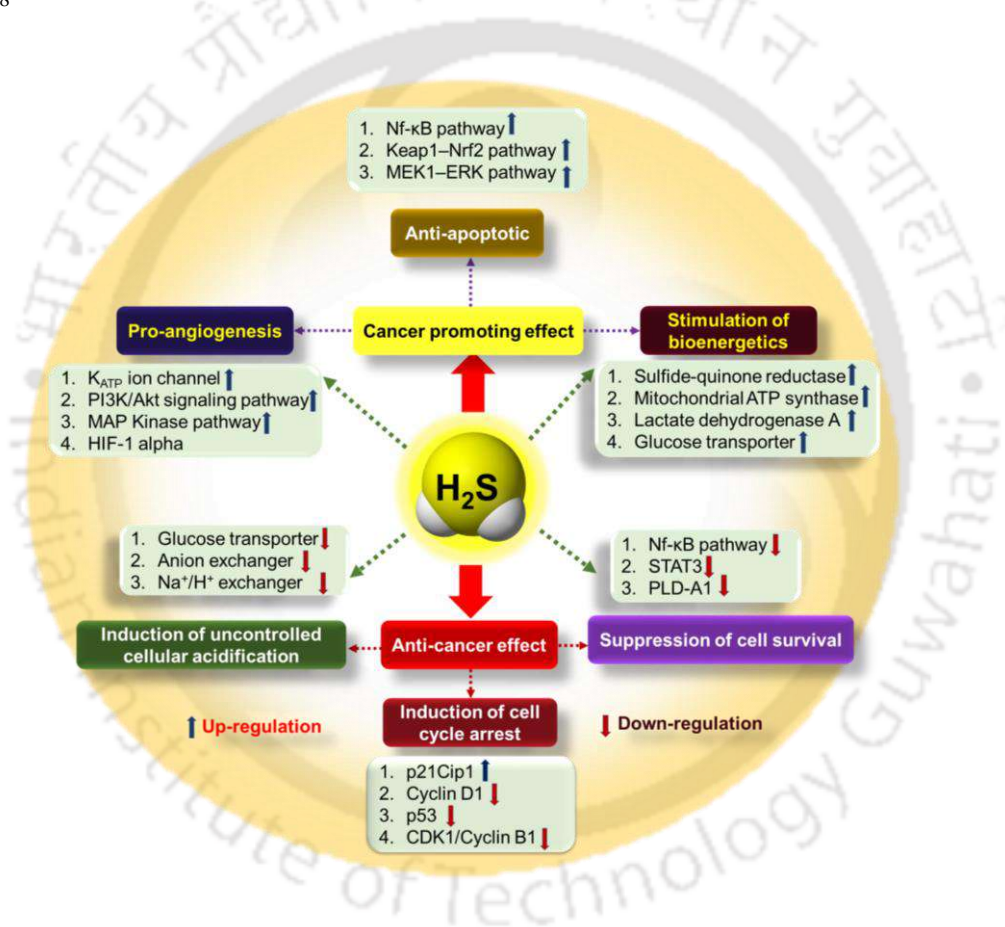 8
1. Nf-κB pathway ↑
2. Keap1–Nrf2 pathway ↑
3. MEK1–ERK pathway ↑
Anti-apoptotic
Pro-angiogenesis
Cancer promoting effect
Stimulation of
bioenergetics
1. K_ATP ion channel ↑
2. PI3K/Akt signaling pathway ↑
3. MAP Kinase pathway ↑
4. HIF-1 alpha
1. Sulfide-quinone reductase ↑
2. Mitochondrial ATP synthase ↑
3. Lactate dehydrogenase A ↑
4. Glucose transporter ↑
H₂S
1. Glucose transporter ↓
2. Anion exchanger ↓
3. Na⁺/H⁺ exchanger ↓
1. Nf-κB pathway ↓
2. STAT3 ↓
3. PLD-A1 ↓
Induction of uncontrolled
cellular acidification
Anti-cancer effect
Suppression of cell survival
Induction of cell
cycle arrest
↑ Up-regulation
↓ Down-regulation
1. p21Cip1 ↑
2. Cyclin D1 ↓
3. p53 ↓
4. CDK1/Cyclin B1 ↓
भारतीय प्रौद्योगिकी संस्थान गुवाहाटी
Indian Institute of Technology Guwahati